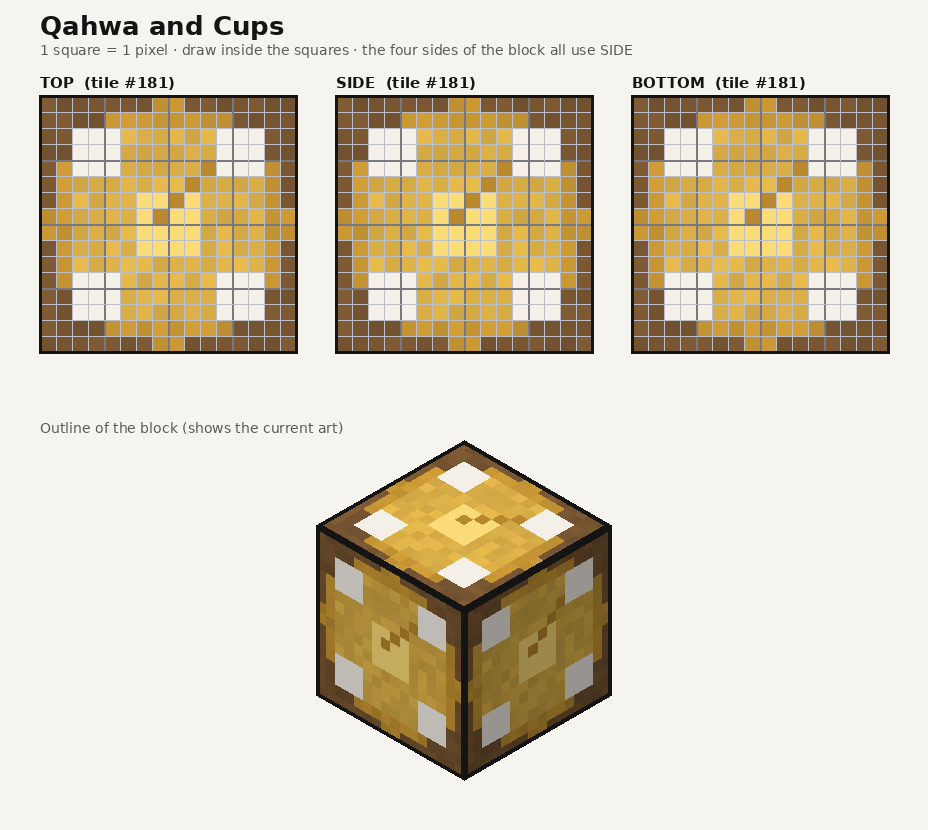 Qahwa and Cups
1 square = 1 pixel · draw inside the squares · the four sides of the block all use SIDE
TOP (tile #181)
SIDE (tile #181)
BOTTOM (tile #181)
Outline of the block (shows the current art)